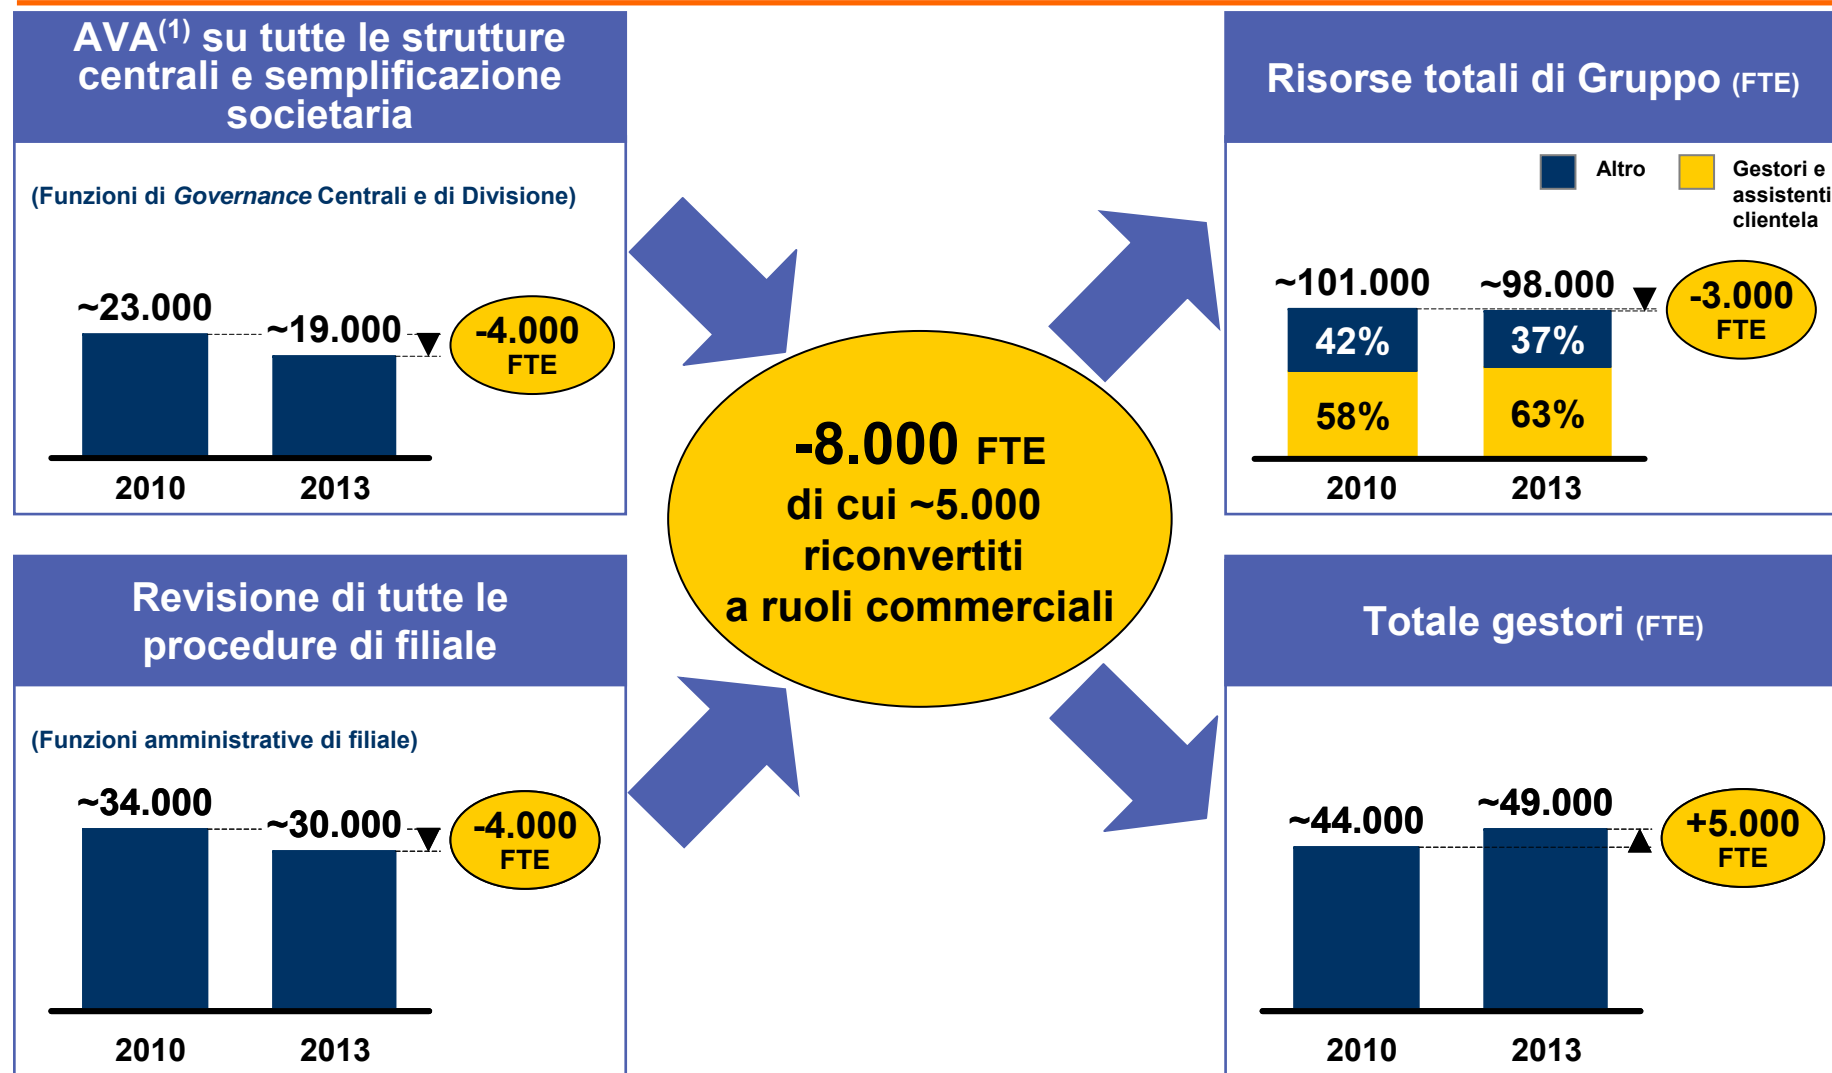 AVA(1) su tutte le strutture
centrali e semplificazione
societaria
(Funzioni di Governance Centrali e di Divisione)
~23.000
~19.000
-4.000
FTE
2010
2013
Revisione di tutte le
procedure di filiale
(Funzioni amministrative di filiale)
~34.000
~30.000
-4.000
FTE
2010
2013
-8.000 FTE
di cui ~5.000
riconvertiti
a ruoli commerciali
Risorse totali di Gruppo (FTE)
Altro
Gestori e
assistenti
clientela
~101.000
~98.000
-3.000
FTE
42%
37%
58%
63%
2010
2013
Totale gestori (FTE)
~44.000
~49.000
+5.000
FTE
2010
2013